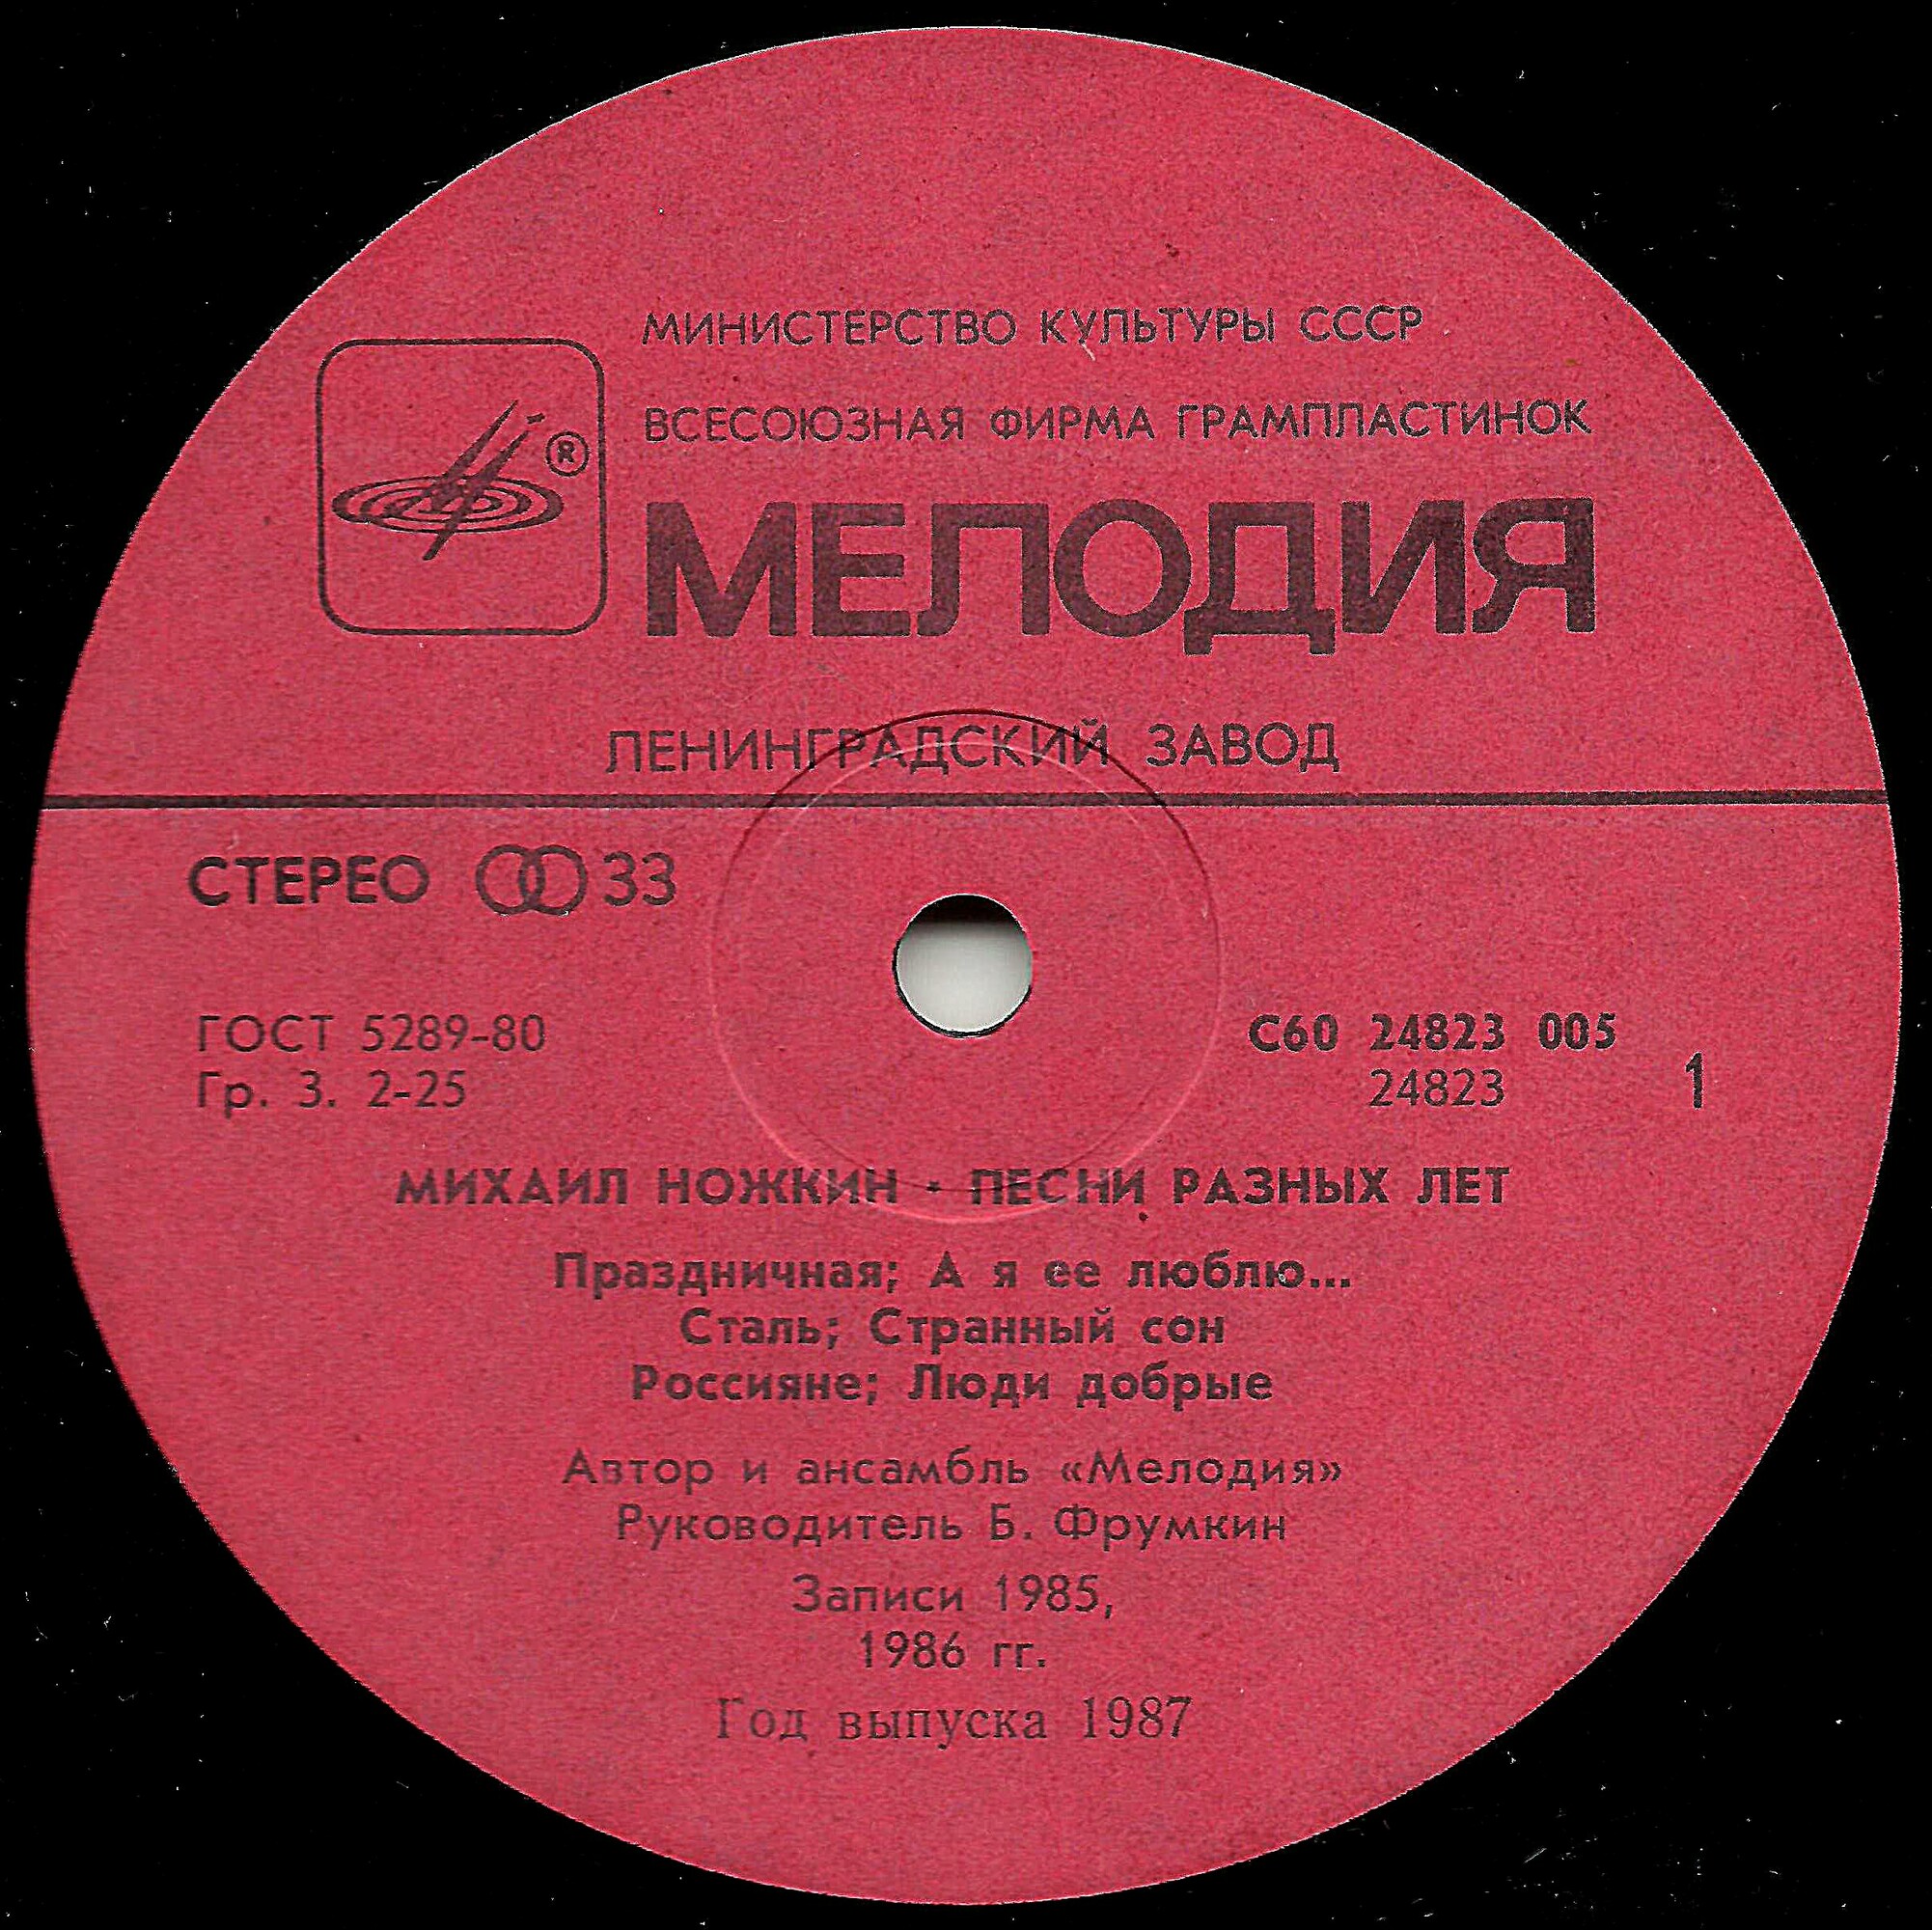 МИНИСТЕРСТВО КУЛЬТУРЫ СССР
ВСЕСОЮЗНАЯ ФИРМА ГРАМПЛАСТИНОК
®
МЕЛОДИЯ
ЛЕНИНГРАДСКИЙ ЗАВОД
СТЕРЕО 33
ГОСТ 5289-80
Гр. 3. 2-25
С60 24823 005
24823
1
МИХАИЛ НОЖКИН • ПЕСНИ РАЗНЫХ ЛЕТ
Праздничная; А я ее люблю...
Сталь; Странный сон
Россияне; Люди добрые
Автор и ансамбль «Мелодия»
Руководитель Б. Фрумкин
Записи 1985,
1986 гг.
Год выпуска 1987